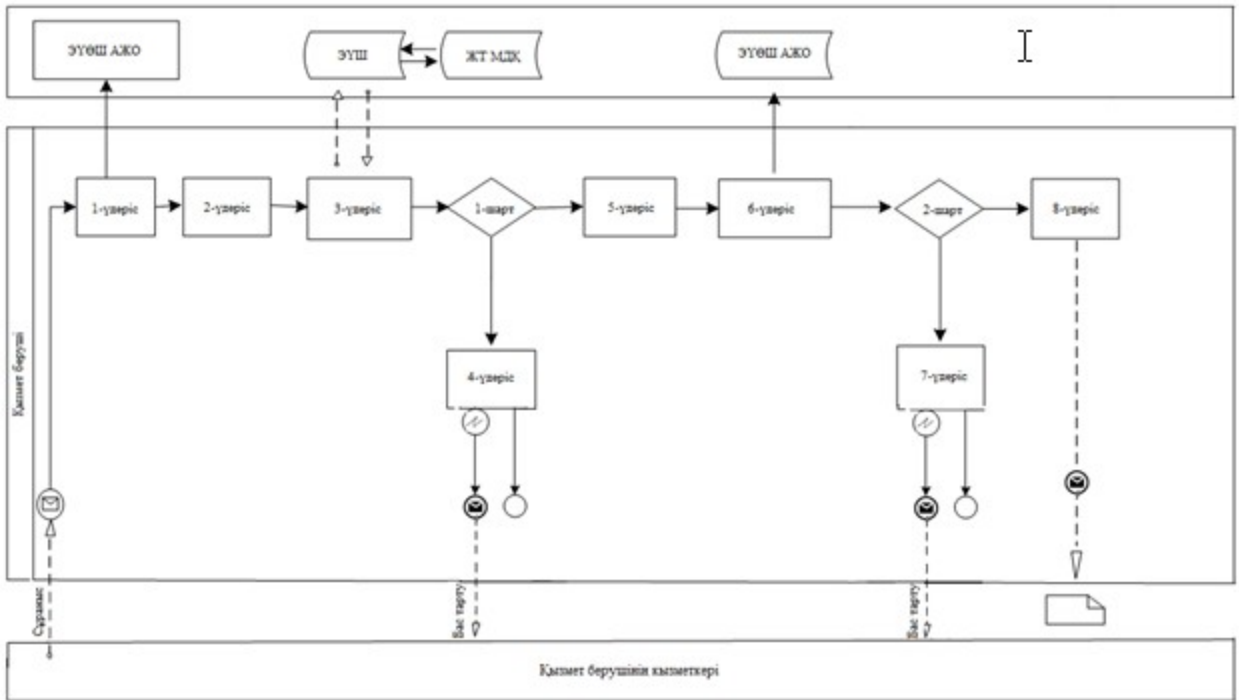 ЭҮӨШ АЖО
ЭҮШ
ЖТ МДҚ
ЭҮӨШ АЖО
1-үдеріс
2-үдеріс
3-үдеріс
1-шарт
5-үдеріс
6-үдеріс
2-шарт
8-үдеріс
4-үдеріс
7-үдеріс
Қызмет беруші
Сұраныс
Бас тарту
Бас тарту
Қызмет берушінің қызметкері